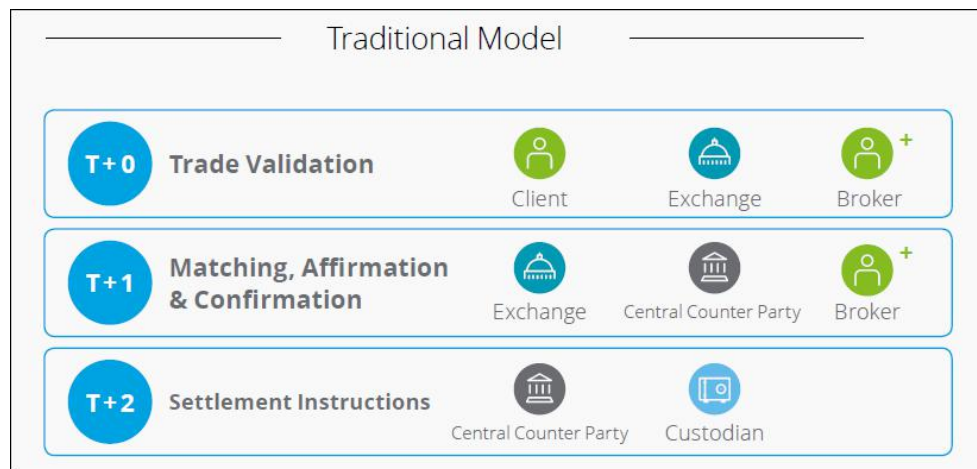 Traditional Model
T+0 Trade Validation
Client Exchange Broker +
T+1 Matching, Affirmation
& Confirmation
Exchange Central Counter Party Broker +
T+2 Settlement Instructions
Central Counter Party Custodian